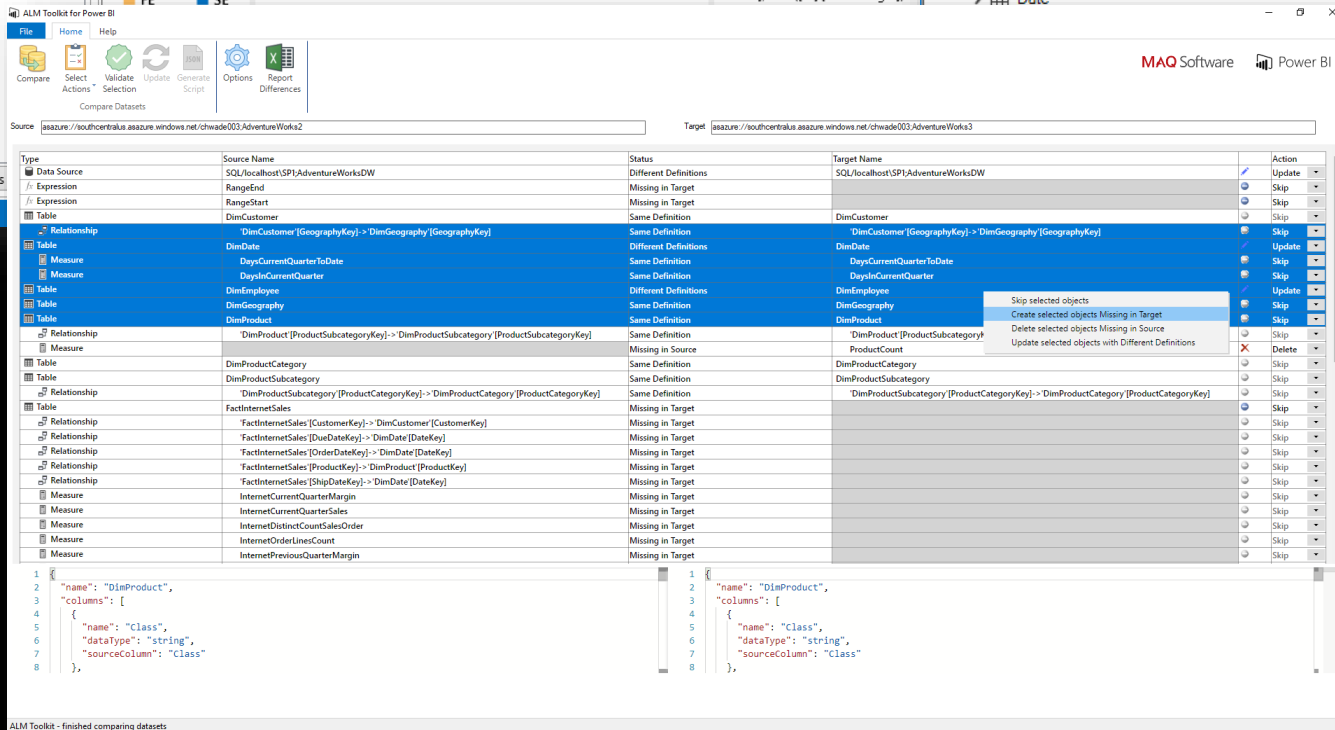 FE SE Date
ALM Toolkit for Power BI
File Home Help
Compare Select Actions Validate Selection Update Generate Script Options Report Differences
JSON
Compare Datasets
MAQ Software Power BI
Source asazure://southcentralus.asazure.windows.net/chwade003;AdventureWorks2 Target asazure://southcentralus.asazure.windows.net/chwade003;AdventureWorks3
Type Source Name Status Target Name Action
Data Source SQL/localhost\SP1;AdventureWorksDW Different Definitions SQL/localhost\SP1;AdventureWorksDW Update
Expression RangeEnd Missing in Target Skip
Expression RangeStart Missing in Target Skip
Table DimCustomer Same Definition DimCustomer Skip
Relationship 'DimCustomer'[GeographyKey]->'DimGeography'[GeographyKey] Same Definition 'DimCustomer'[GeographyKey]->'DimGeography'[GeographyKey] Skip
Table DimDate Different Definitions DimDate Update
Measure DaysCurrentQuarterToDate Same Definition DaysCurrentQuarterToDate Skip
Measure DaysInCurrentQuarter Same Definition DaysInCurrentQuarter Skip
Table DimEmployee Different Definitions DimEmployee Update
Table DimGeography Same Definition DimGeography Skip
Table DimProduct Same Definition DimProduct Skip
Skip selected objects
Create selected objects Missing in Target
Delete selected objects Missing in Source
Update selected objects with Different Definitions
Relationship 'DimProduct'[ProductSubcategoryKey]->'DimProductSubcategory'[ProductSubcategoryKey] Same Definition 'DimProduct'[ProductSubcategory Skip
Measure Missing in Source ProductCount Delete
Table DimProductCategory Same Definition DimProductCategory Skip
Table DimProductSubcategory Same Definition DimProductSubcategory Skip
Relationship 'DimProductSubcategory'[ProductCategoryKey]->'DimProductCategory'[ProductCategoryKey] Same Definition 'DimProductSubcategory'[ProductCategoryKey]->'DimProductCategory'[ProductCategoryKey] Skip
Table FactInternetSales Missing in Target Skip
Relationship 'FactInternetSales'[CustomerKey]->'DimCustomer'[CustomerKey] Missing in Target Skip
Relationship 'FactInternetSales'[DueDateKey]->'DimDate'[DateKey] Missing in Target Skip
Relationship 'FactInternetSales'[OrderDateKey]->'DimDate'[DateKey] Missing in Target Skip
Relationship 'FactInternetSales'[ProductKey]->'DimProduct'[ProductKey] Missing in Target Skip
Relationship 'FactInternetSales'[ShipDateKey]->'DimDate'[DateKey] Missing in Target Skip
Measure InternetCurrentQuarterMargin Missing in Target Skip
Measure InternetCurrentQuarterSales Missing in Target Skip
Measure InternetDistinctCountSalesOrder Missing in Target Skip
Measure InternetOrderLinesCount Missing in Target Skip
Measure InternetPreviousQuarterMargin Missing in Target Skip
1 {
2 "name": "DimProduct",
3 "columns": [
4 {
5 "name": "Class",
6 "dataType": "string",
7 "sourceColumn": "Class"
8 },
1 {
2 "name": "DimProduct",
3 "columns": [
4 {
5 "name": "Class",
6 "dataType": "string",
7 "sourceColumn": "Class"
8 },
ALM Toolkit - finished comparing datasets